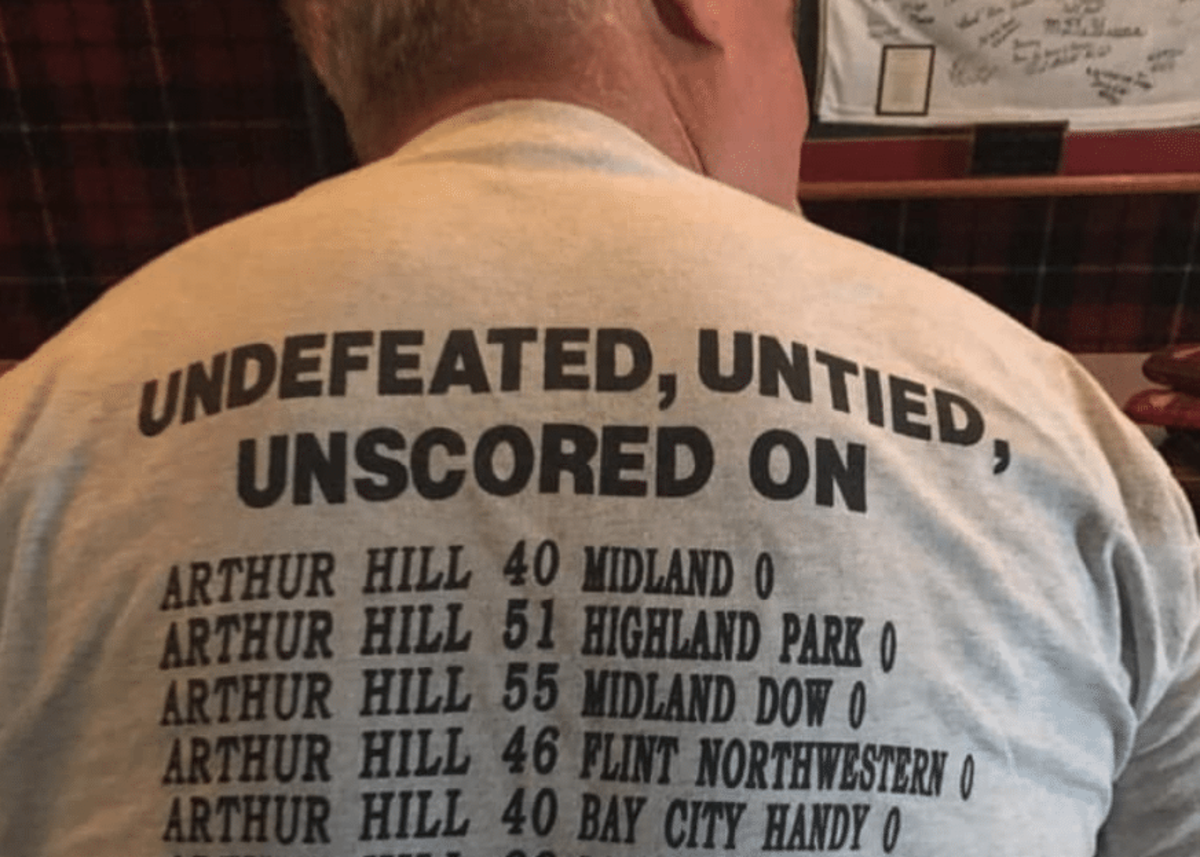 UNDEFEATED, UNTIED,
UNSCORED ON
ARTHUR HILL 40 MIDLAND 0
ARTHUR HILL 51 HIGHLAND PARK 0
ARTHUR HILL 55 MIDLAND DOW 0
ARTHUR HILL 46 FLINT NORTHWESTERN 0
ARTHUR HILL 40 BAY CITY HANDY 0